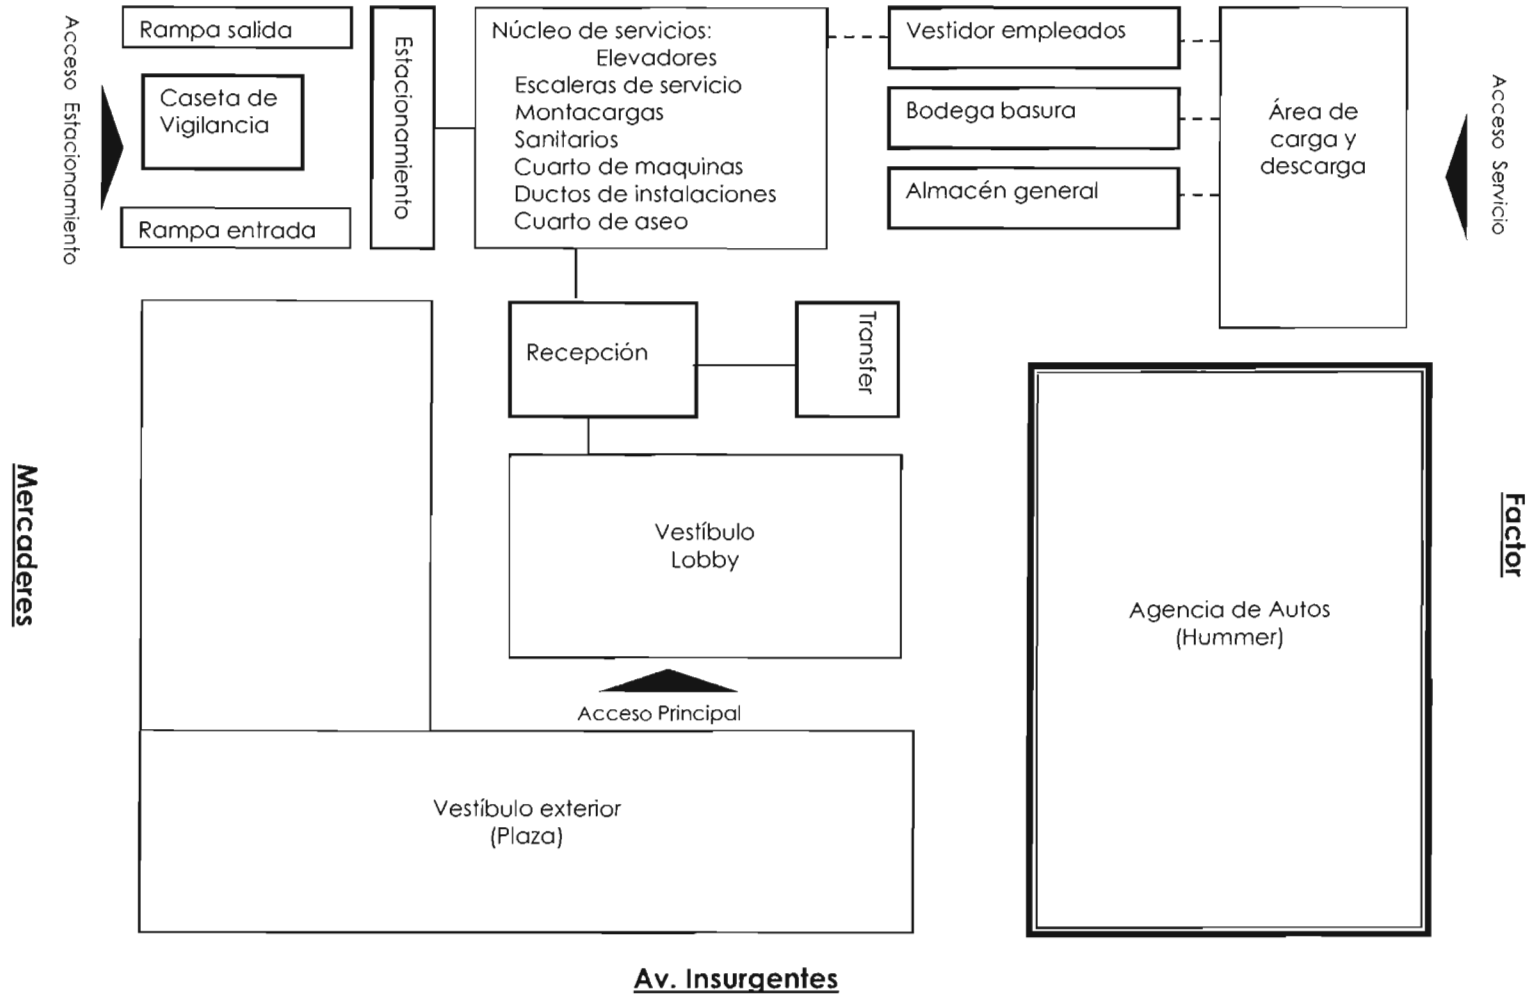 Acceso Estacionamiento
Rampa salida
Caseta de
Vigilancia
Rampa entrada
Estacionamiento
Núcleo de servicios:
Elevadores
Escaleras de servicio
Montacargas
Sanitarios
Cuarto de maquinas
Ductos de instalaciones
Cuarto de aseo
Vestidor empleados
Bodega basura
Almacén general
Área de
carga y
descarga
Acceso Servicio
Recepción
Transfer
Mercaderes
Vestíbulo
Lobby
Acceso Principal
Agencia de Autos
(Hummer)
Factor
Vestíbulo exterior
(Plaza)
Av. Insurgentes